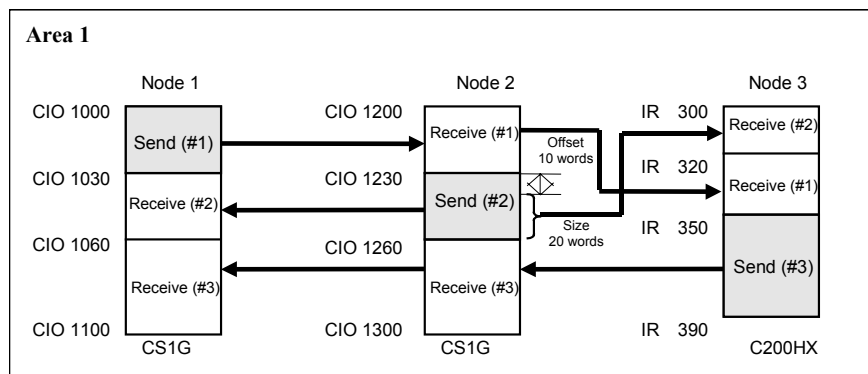 Area 1
Node 1 Node 2 Node 3
CIO 1000 CIO 1200 IR 300
Send (#1) Receive (#1) Receive (#2)
Offset
10 words
CIO 1030 CIO 1230 IR 320
Receive (#2) Send (#2) Receive (#1)
Size
20 words
CIO 1060 CIO 1260 IR 350
Receive (#3) Receive (#3) Send (#3)
CIO 1100 CIO 1300 IR 390
CS1G CS1G C200HX